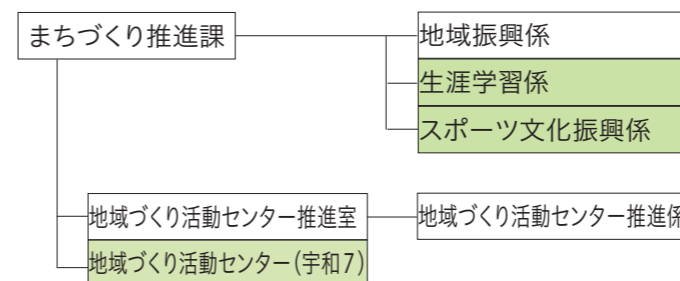 まちづくり推進課
地域振興係
生涯学習係
スポーツ文化振興係
地域づくり活動センター推進室
地域づくり活動センター推進係
地域づくり活動センター(宇和7)